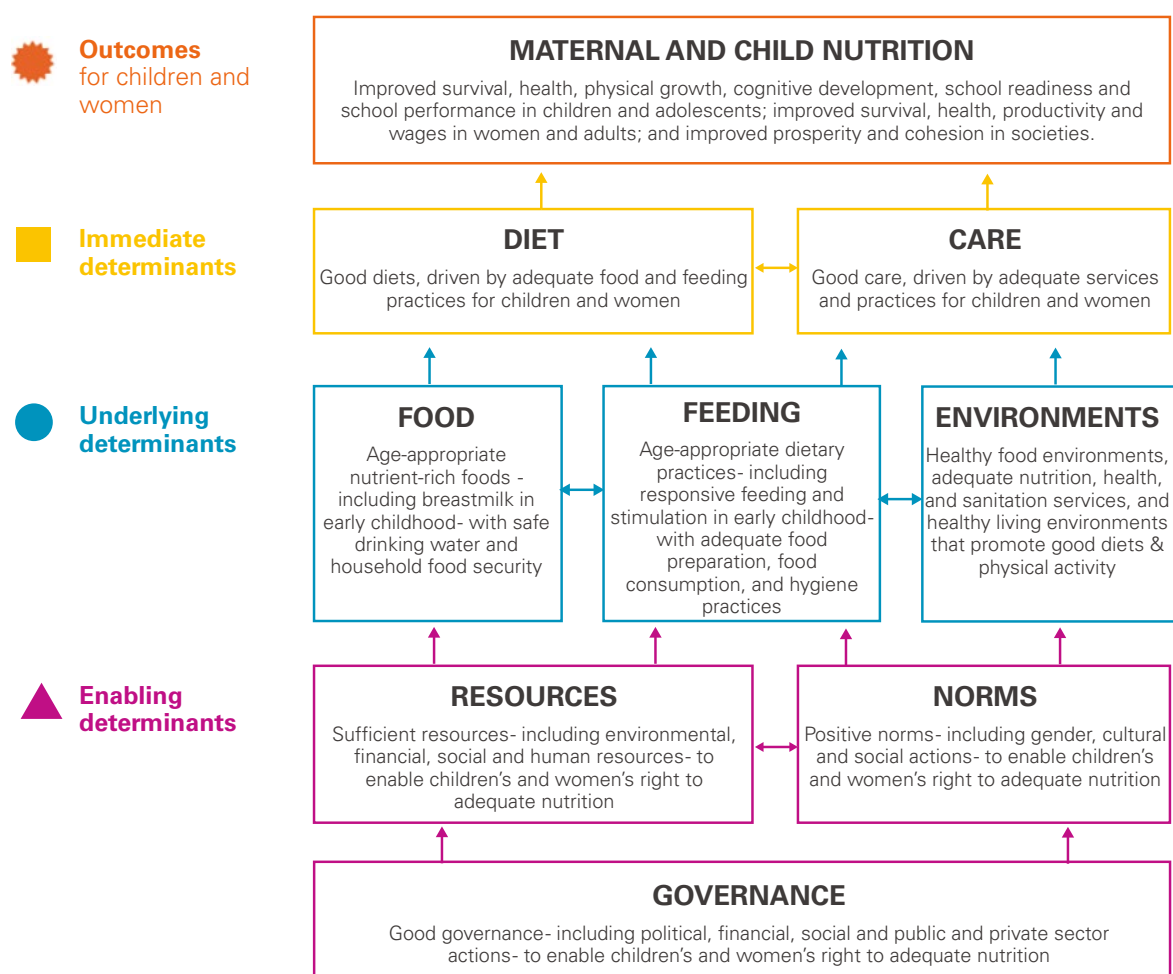 Outcomes
for children and
women
MATERNAL AND CHILD NUTRITION
Improved survival, health, physical growth, cognitive development, school readiness and
school performance in children and adolescents; improved survival, health, productivity and
wages in women and adults; and improved prosperity and cohesion in societies.
Immediate
determinants
DIET
Good diets, driven by adequate food and feeding
practices for children and women
CARE
Good care, driven by adequate services
and practices for children and women
Underlying
determinants
FOOD
Age-appropriate
nutrient-rich foods -
including breastmilk in
early childhood- with safe
drinking water and
household food security
FEEDING
Age-appropriate dietary
practices- including
responsive feeding and
stimulation in early childhood-
with adequate food
preparation, food
consumption, and hygiene
practices
ENVIRONMENTS
Healthy food environments,
adequate nutrition, health,
and sanitation services, and
healthy living environments
that promote good diets &
physical activity
Enabling
determinants
RESOURCES
Sufficient resources- including environmental,
financial, social and human resources- to
enable children's and women's right to
adequate nutrition
NORMS
Positive norms- including gender, cultural
and social actions- to enable children's
and women's right to adequate nutrition
GOVERNANCE
Good governance- including political, financial, social and public and private sector
actions- to enable children's and women's right to adequate nutrition